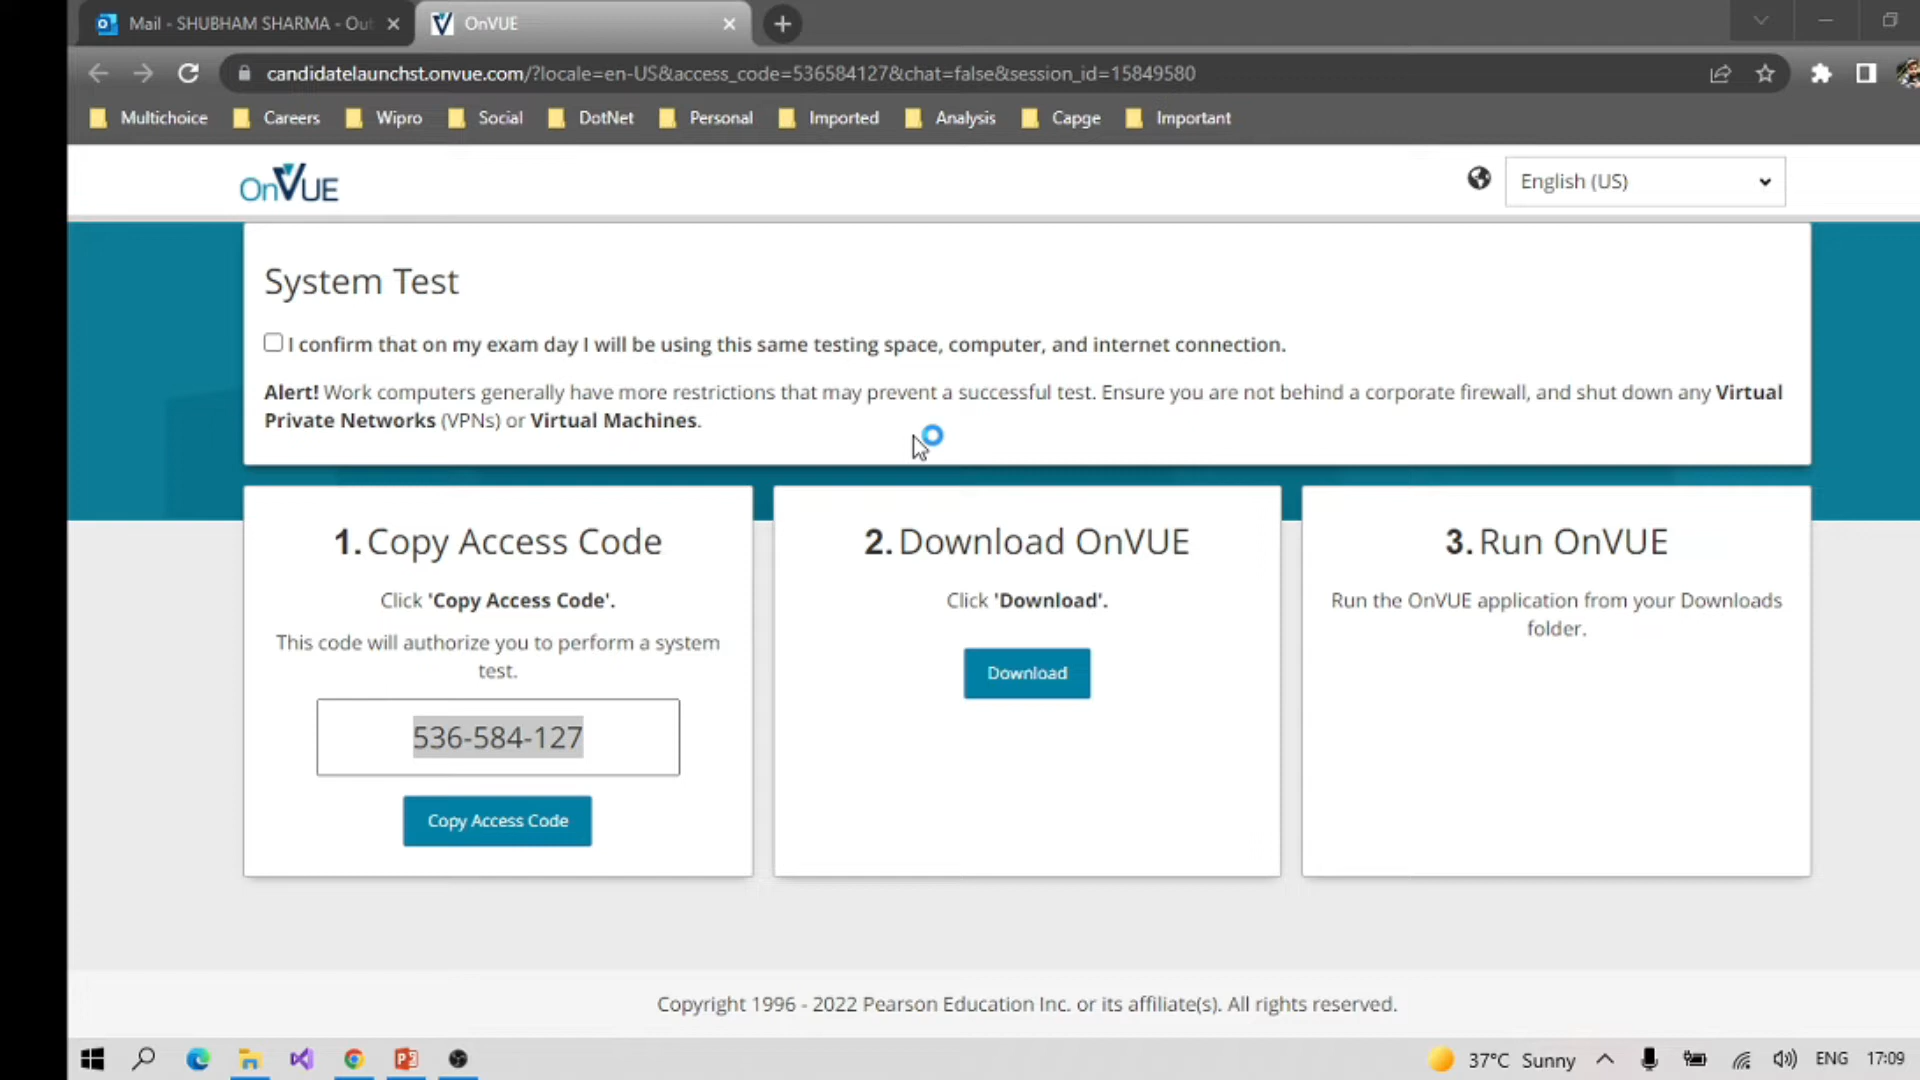 Mail - SHUBHAM SHARMA - Out
OnVUE
candidatelaunchst.onvue.com/?locale=en-US&access_code=536584127&chat=false&session_id=15849580
Multichoice Careers Wipro Social DotNet Personal Imported Analysis Capge Important
OnVUE
English (US)
System Test
I confirm that on my exam day I will be using this same testing space, computer, and internet connection.
Alert! Work computers generally have more restrictions that may prevent a successful test. Ensure you are not behind a corporate firewall, and shut down any Virtual
Private Networks (VPNs) or Virtual Machines.
1. Copy Access Code
Click 'Copy Access Code'.
This code will authorize you to perform a system
test.
536-584-127
Copy Access Code
2. Download OnVUE
Click 'Download'.
Download
3. Run OnVUE
Run the OnVUE application from your Downloads
folder.
Copyright 1996 - 2022 Pearson Education Inc. or its affiliate(s). All rights reserved.
37°C Sunny ENG 17:09